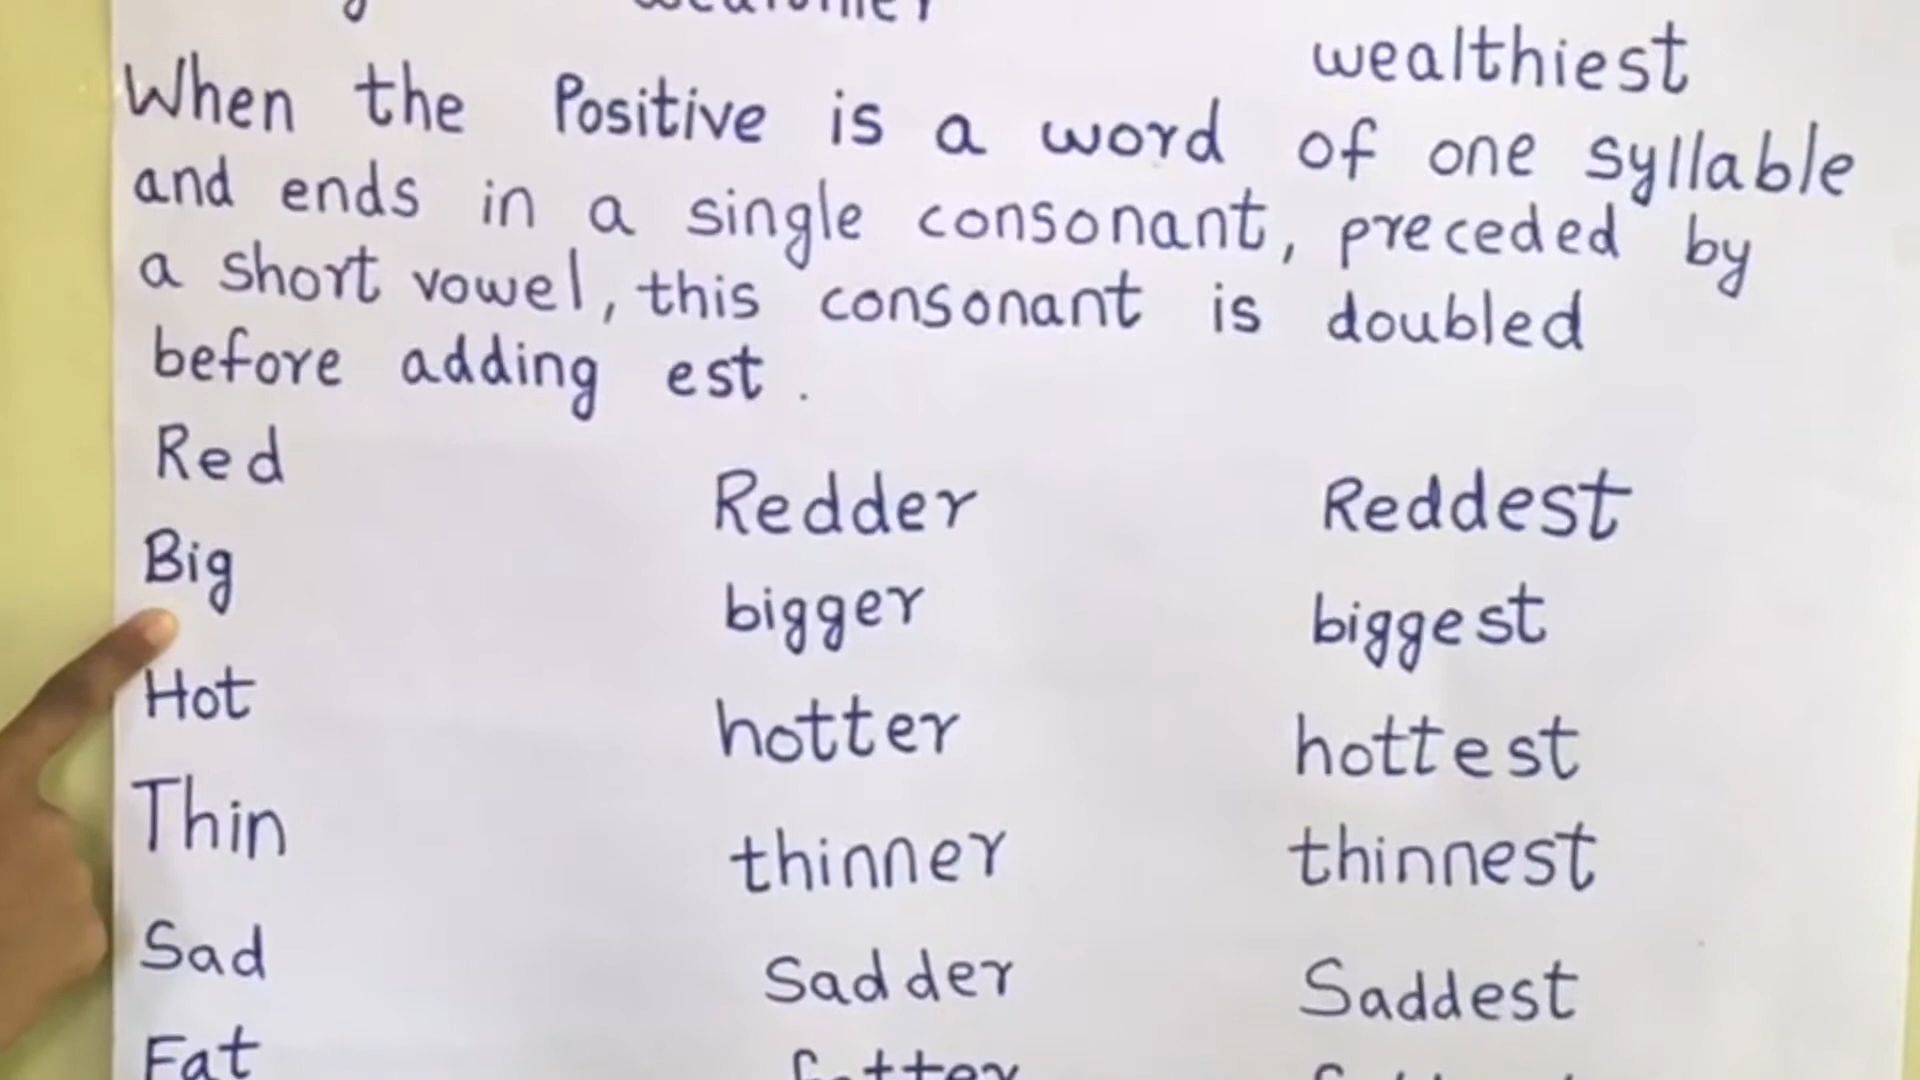 wealthier
wealthiest
When the Positive is a word of one syllable
and ends in a single consonant, preceded by
a short vowel, this consonant is doubled
before adding est.
Red Redder Reddest
Big bigger biggest
Hot hotter hottest
Thin thinner thinnest
Sad Sadder Saddest
Fat fatter